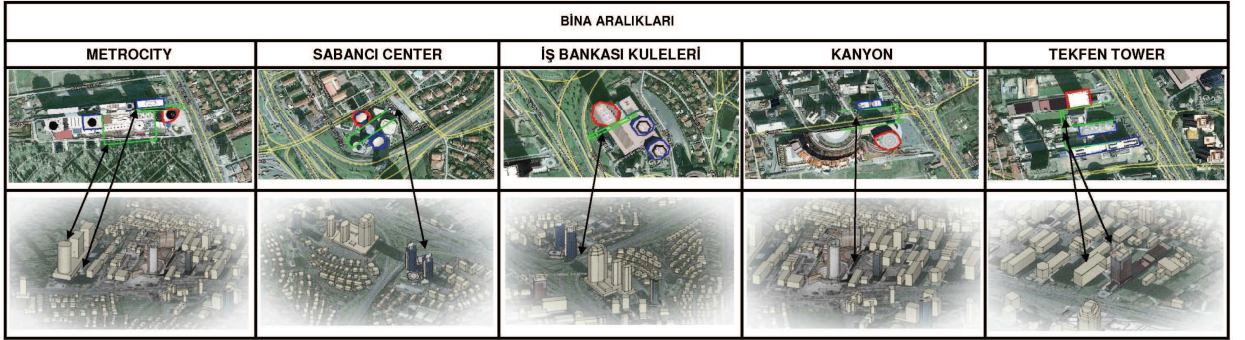 BİNA ARALIKLARI
METROCITY
SABANCI CENTER
İŞ BANKASI KULELERİ
KANYON
TEKFEN TOWER